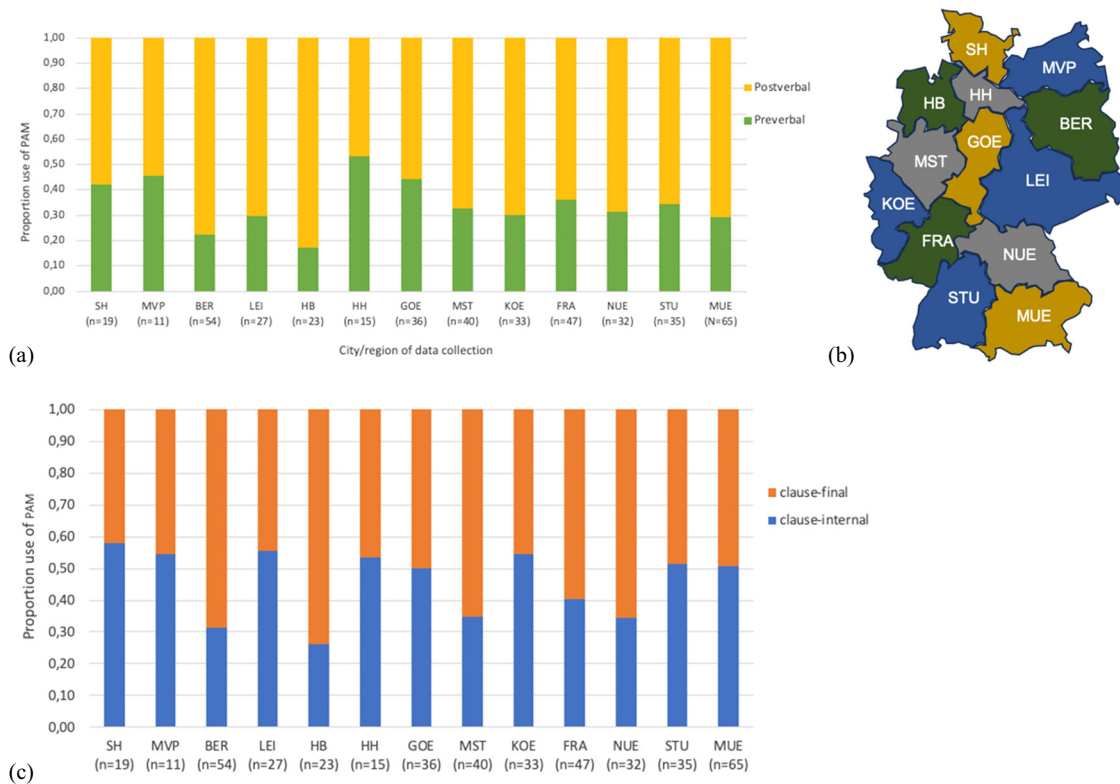 1,00
0,90
0,80
0,70
0,60
0,50
0,40
0,30
0,20
0,10
0,00
Proportion use of PAM
SH MVP BER LEI HB HH GOE MST KOE FRA NUE STU MUE
(n=19) (n=11) (n=54) (n=27) (n=23) (n=15) (n=36) (n=40) (n=33) (n=47) (n=32) (n=35) (N=65)
City/region of data collection
Postverbal
Preverbal
(a)
SH
MVP
HH
HB
BER
GOE
MST
LEI
KOE
FRA
NUE
STU
MUE
(b)
1,00
0,90
0,80
0,70
0,60
0,50
0,40
0,30
0,20
0,10
0,00
Proportion use of PAM
SH MVP BER LEI HB HH GOE MST KOE FRA NUE STU MUE
(n=19) (n=11) (n=54) (n=27) (n=23) (n=15) (n=36) (n=40) (n=33) (n=47) (n=32) (n=35) (n=65)
clause-final
clause-internal
(c)